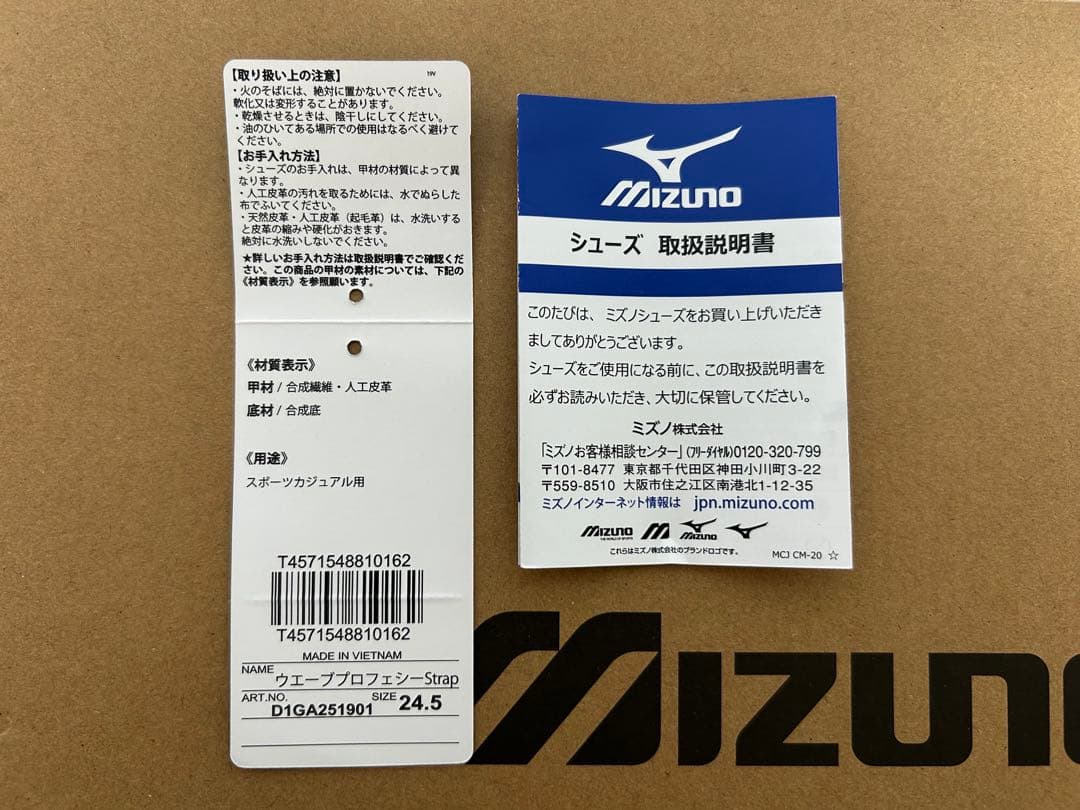 【取り扱い上の注意】
19V
・火のそばには、絶対に置かないでください。
軟化又は変形することがあります。
・乾燥させるときは、陰干しにしてください。
・油のひいてある場所での使用はなるべく避けて
ください。
【お手入れ方法】
・シューズのお手入れは、甲材の材質によって異
なります。
・人工皮革の汚れを取るためには、水でぬらした
布でふいてください。
・天然皮革・人工皮革（起毛革）は、水洗いする
と皮革の縮みや硬化がおきます。
絶対に水洗いしないでください。
★詳しいお手入れ方法は取扱説明書でご確認くだ
さい。この商品の甲材の素材については、下記の
《材質表示》を参照願います。
《材質表示》
甲材 / 合成繊維・人工皮革
底材 / 合成底
《用途》
スポーツカジュアル用
T4571548810162
T4571548810162
MADE IN VIETNAM
NAME ウエーブプロフェシーStrap
ART.NO. D1GA251901 SIZE 24.5
MIZUNO
シューズ 取扱説明書
このたびは、ミズノシューズをお買い上げいただき
ましてありがとうございます。
シューズをご使用になる前に、この取扱説明書を
必ずお読みいただき、大切に保管してください。
ミズノ株式会社
「ミズノお客様相談センター」(フリーダイヤル)0120-320-799
〒101-8477 東京都千代田区神田小川町3-22
〒559-8510 大阪市住之江区南港北1-12-35
ミズノインターネット情報は jpn.mizuno.com
MIZUNO
THE WORLD OF SPORTS
MIZUNO
これらはミズノ株式会社のブランドロゴです。
MCJ CM-20 ☆
MIZUNO